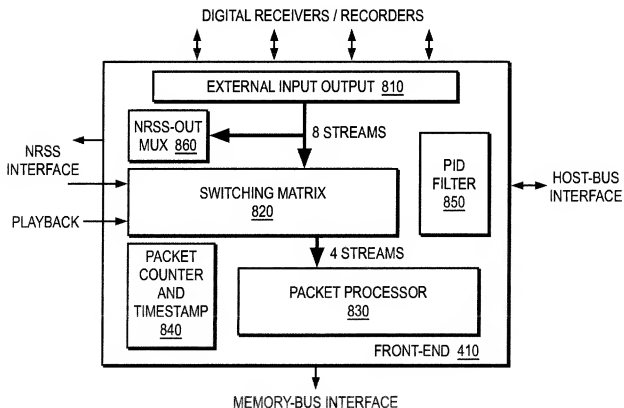 DIGITAL RECEIVERS / RECORDERS
EXTERNAL INPUT OUTPUT 810
NRSS-OUT
MUX 860
8 STREAMS
NRSS
INTERFACE
PID
FILTER
850
HOST-BUS
INTERFACE
SWITCHING MATRIX
820
PLAYBACK
4 STREAMS
PACKET
COUNTER
AND
TIMESTAMP
840
PACKET PROCESSOR
830
FRONT-END 410
MEMORY-BUS INTERFACE